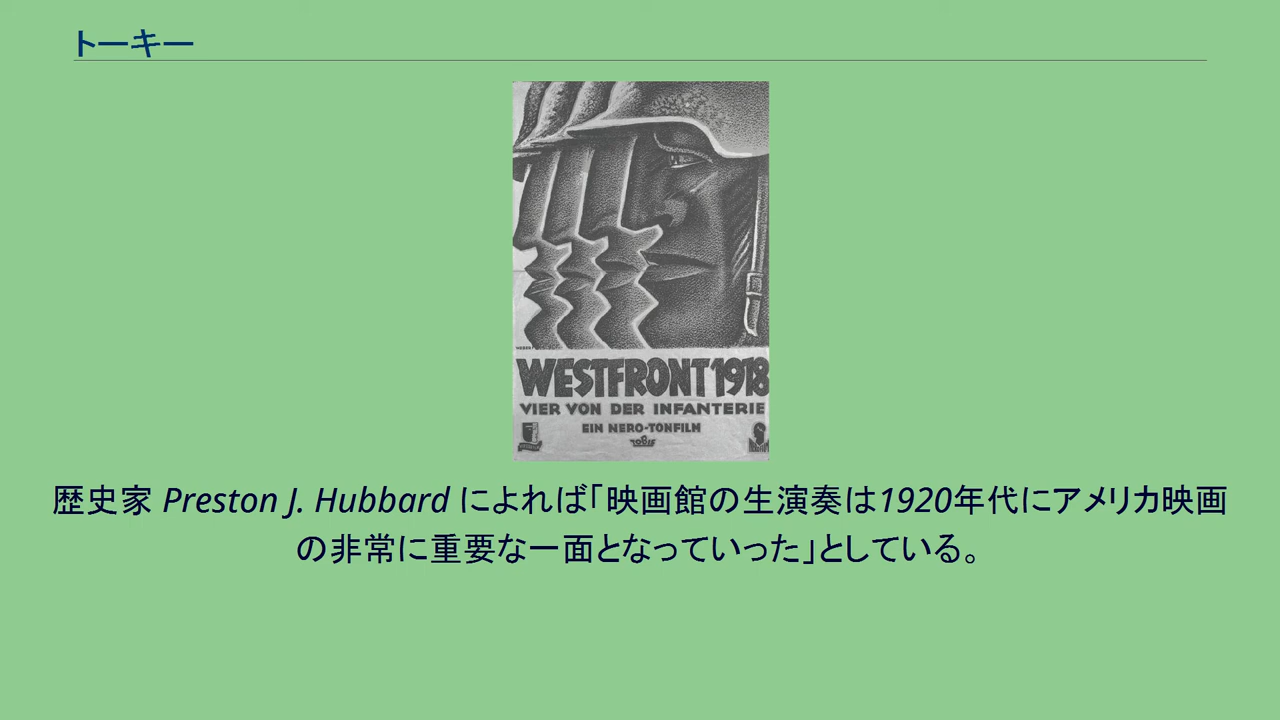 トーキー
WESTFRONT 1918
VIER VON DER INFANTERIE
EIN NERO-TONFILM
TOBIS
歴史家 Preston J. Hubbard によれば「映画館の生演奏は1920年代にアメリカ映画
の非常に重要な一面となっていった」としている。